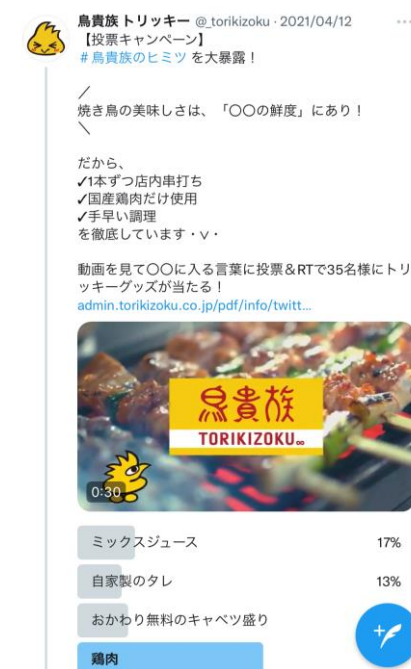 鳥貴族 トリッキー @_torikizoku · 2021/04/12
【投票キャンペーン】
#鳥貴族のヒミツ を大暴露！
／
焼き鳥の美味しさは、「〇〇の鮮度」にあり！
＼
だから、
✓1本ずつ店内串打ち
✓国産鶏肉だけ使用
✓手早い調理
を徹底しています・v・
動画を見て〇〇に入る言葉に投票&RTで35名様にトリ
ッキーグッズが当たる！
admin.torikizoku.co.jp/pdf/info/twitt...
鳥貴族
TORIKIZOKU∞
0:30
ミックスジュース 17%
自家製のタレ 13%
おかわり無料のキャベツ盛り
鶏肉